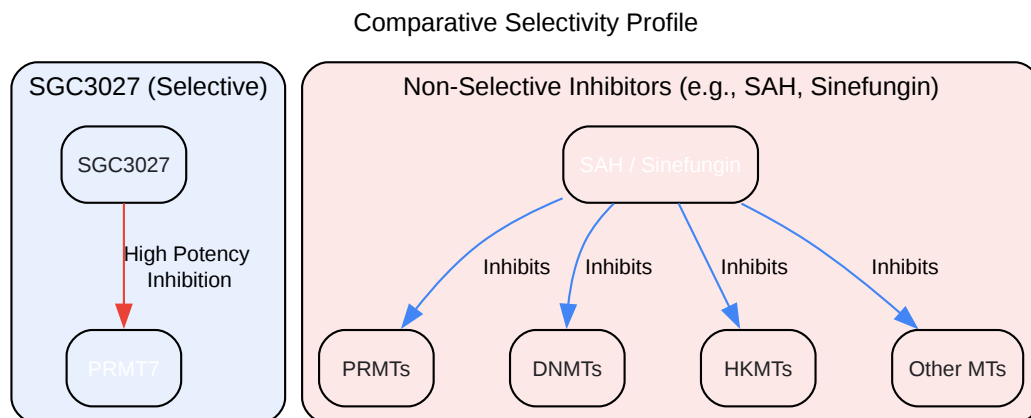 Comparative Selectivity Profile
SGC3027 (Selective)
SGC3027
High Potency
Inhibition
PRMT7
Non-Selective Inhibitors (e.g., SAH, Sinefungin)
SAH / Sinefungin
Inhibits
Inhibits
Inhibits
Inhibits
PRMTs
DNMTs
HKMTs
Other MTs